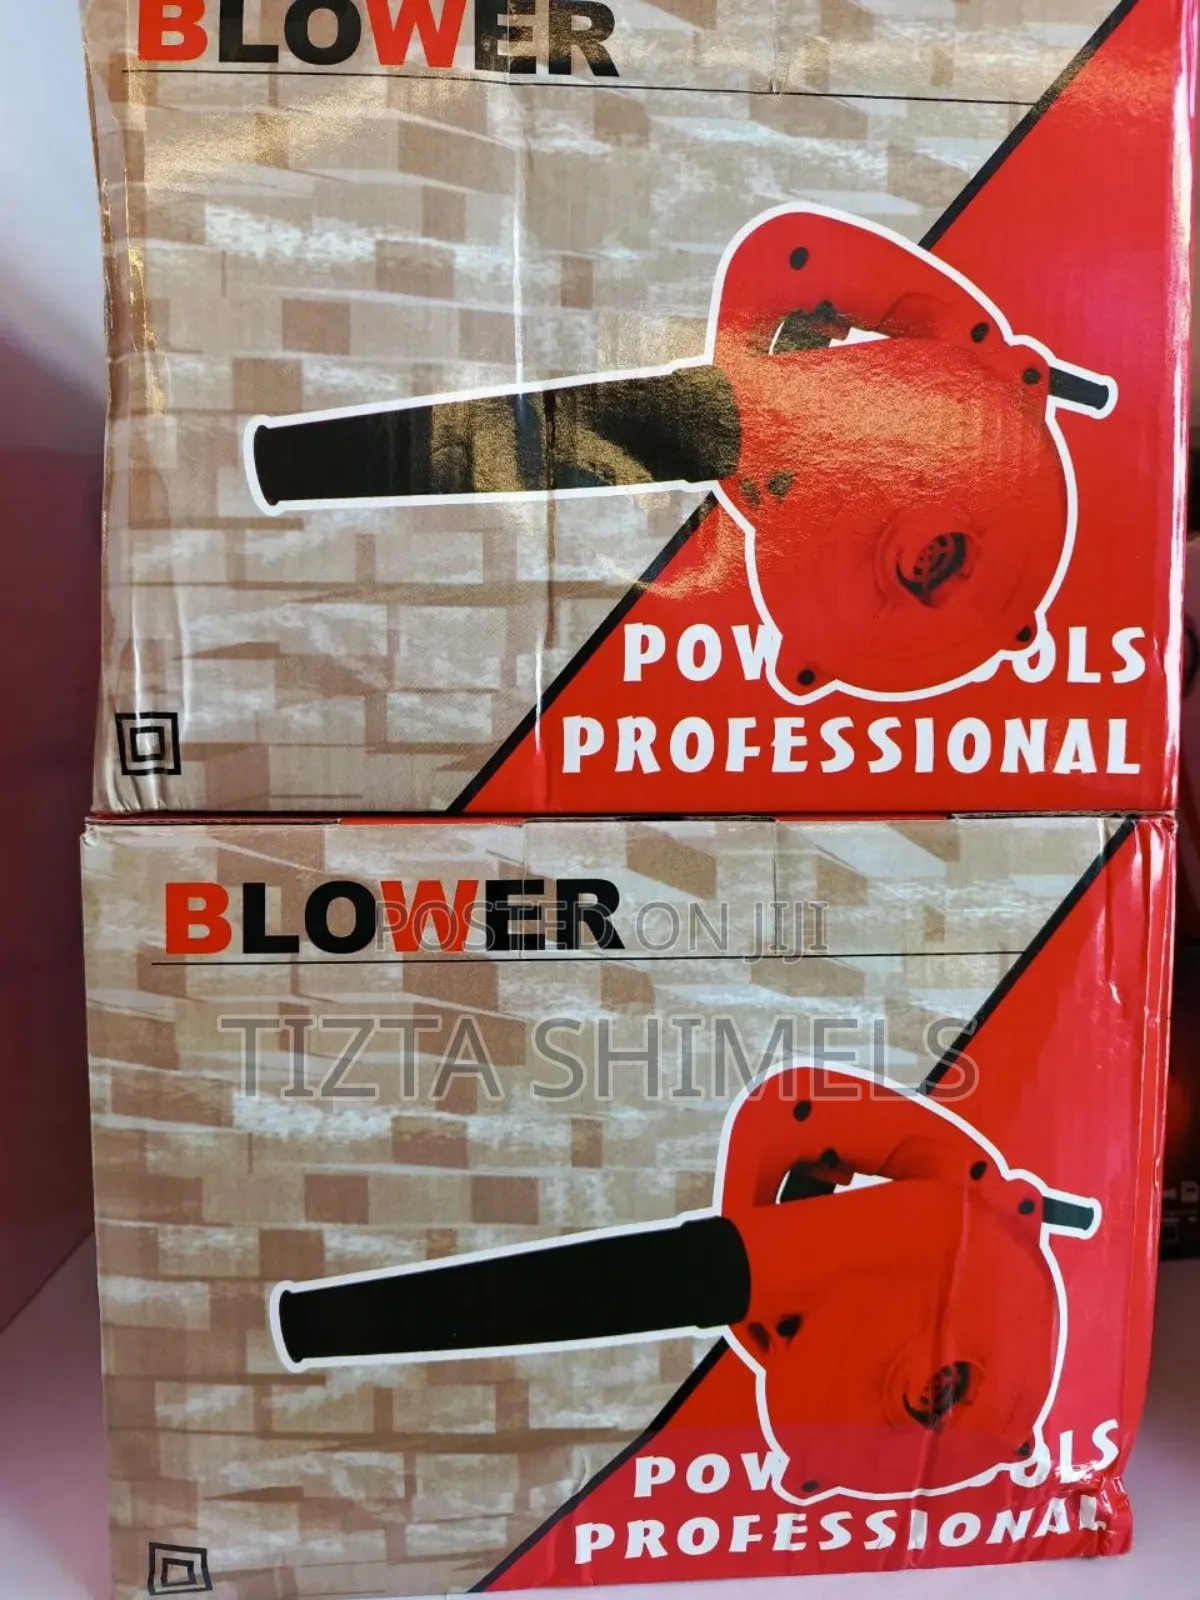 BLOWER
POW OLS
PROFESSIONAL
BLOWER
POSTED ON JIJI
TIZTA SHIMELS
POW OLS
PROFESSIONAL